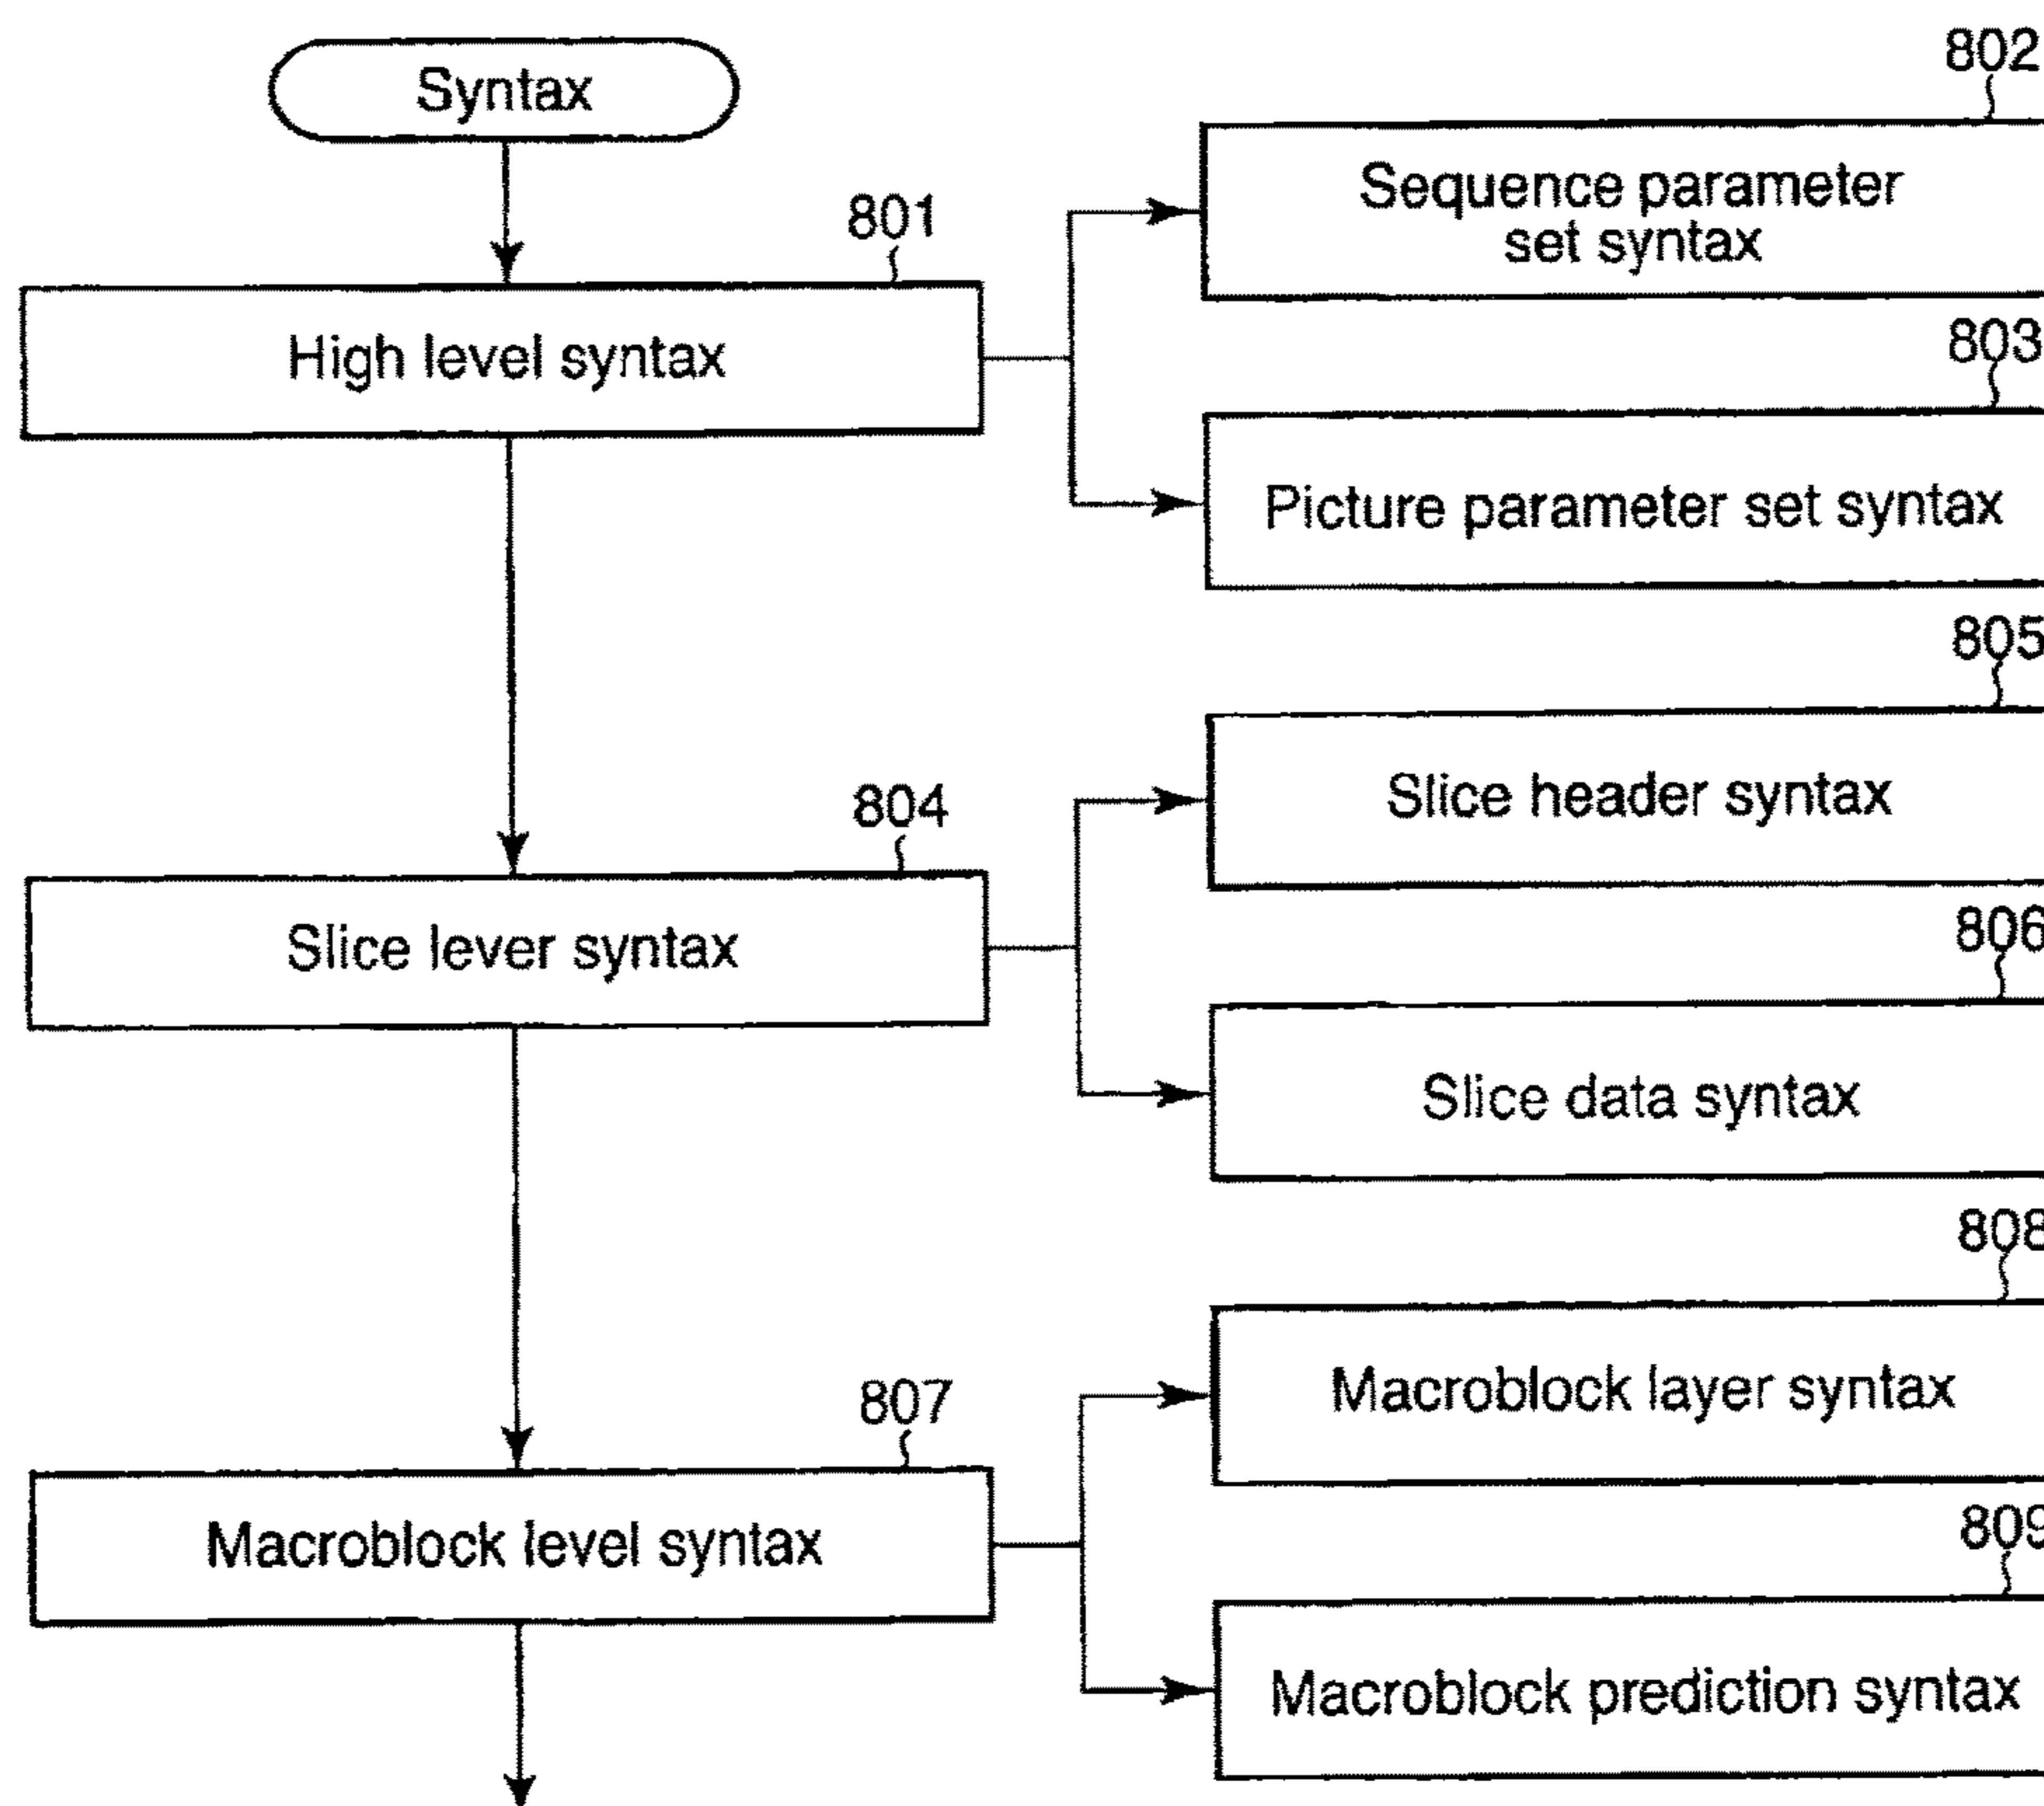 Syntax
802
Sequence parameter
set syntax
801
High level syntax
803
Picture parameter set syntax
805
Slice header syntax
804
Slice lever syntax
806
Slice data syntax
808
Macroblock layer syntax
807
Macroblock level syntax
809
Macroblock prediction syntax